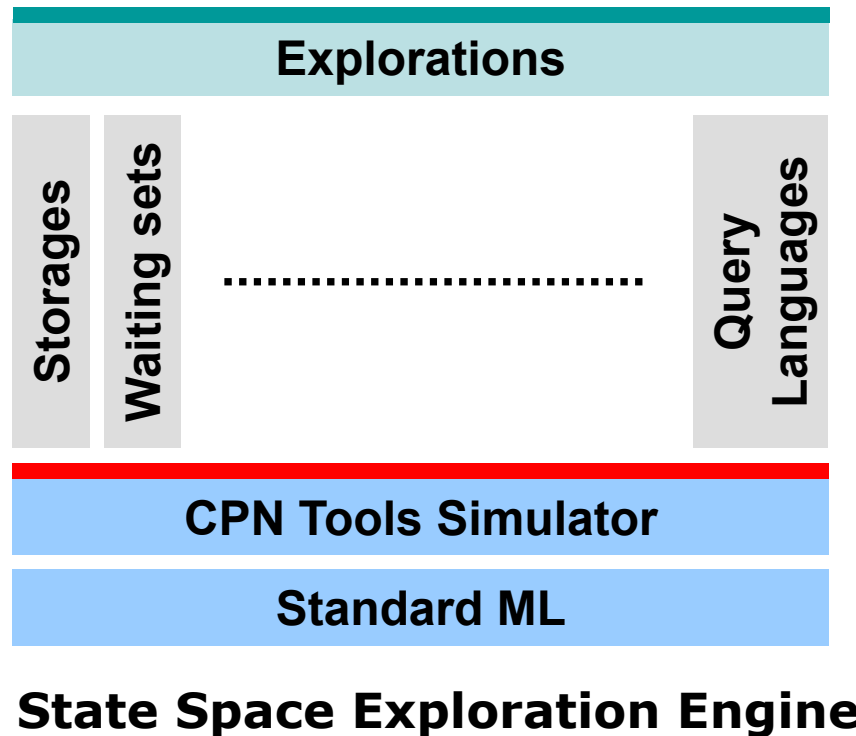 Explorations
Storages
Waiting sets
Query
Languages
CPN Tools Simulator
Standard ML
State Space Exploration Engine